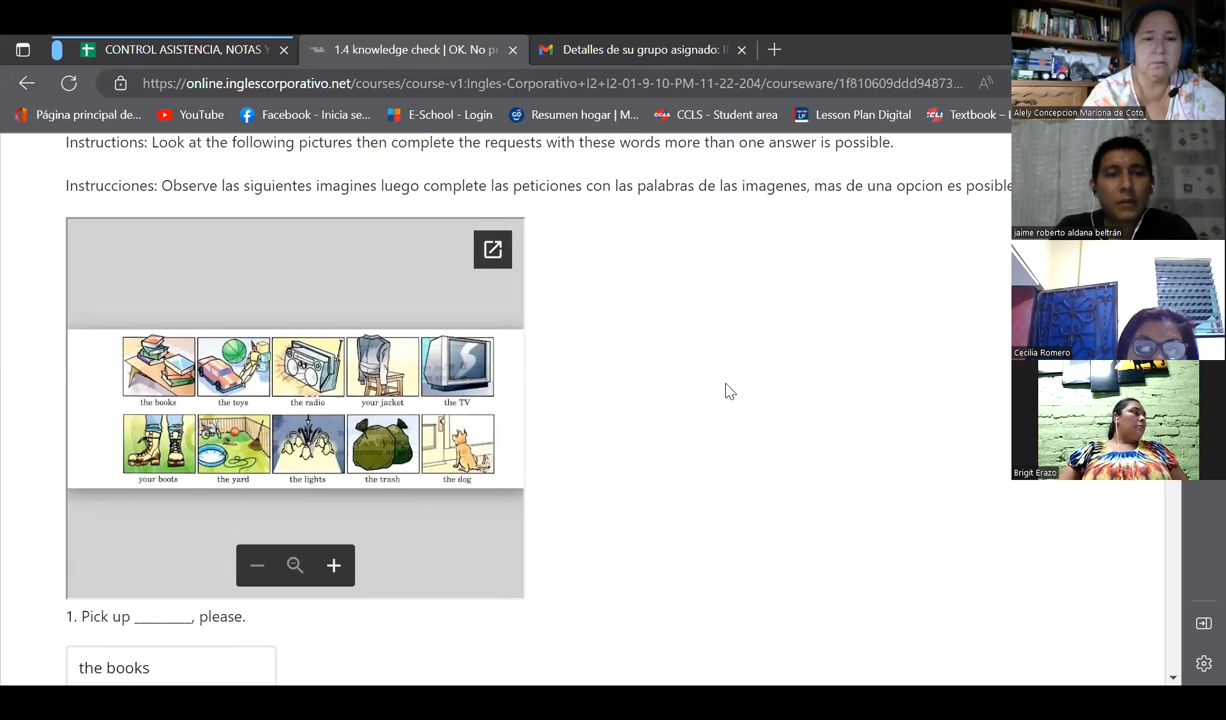 CONTROL ASISTENCIA, NOTAS Y
1.4 knowledge check | OK. No pr
Detalles de su grupo asignado: II
https://online.inglescorporativo.net/courses/course-v1:Ingles-Corporativo+I2+I2-01-9-10-PM-11-22-204/courseware/1f810609ddd94873...
Página principal de...
YouTube
Facebook - Inicia se...
E-School - Login
Resumen hogar | M...
CCLS - Student area
Lesson Plan Digital
Textbook –
Instructions: Look at the following pictures then complete the requests with these words more than one answer is possible.
Instrucciones: Observe las siguientes imagines luego complete las peticiones con las palabras de las imagenes, mas de una opcion es posible
the books
the toys
the radio
your jacket
the TV
your boots
the yard
the lights
the trash
the dog
1. Pick up ________, please.
the books
Alely Concepcion Mariona de Coto
jaime roberto aldana beltrán
Cecilia Romero
Brigit Erazo